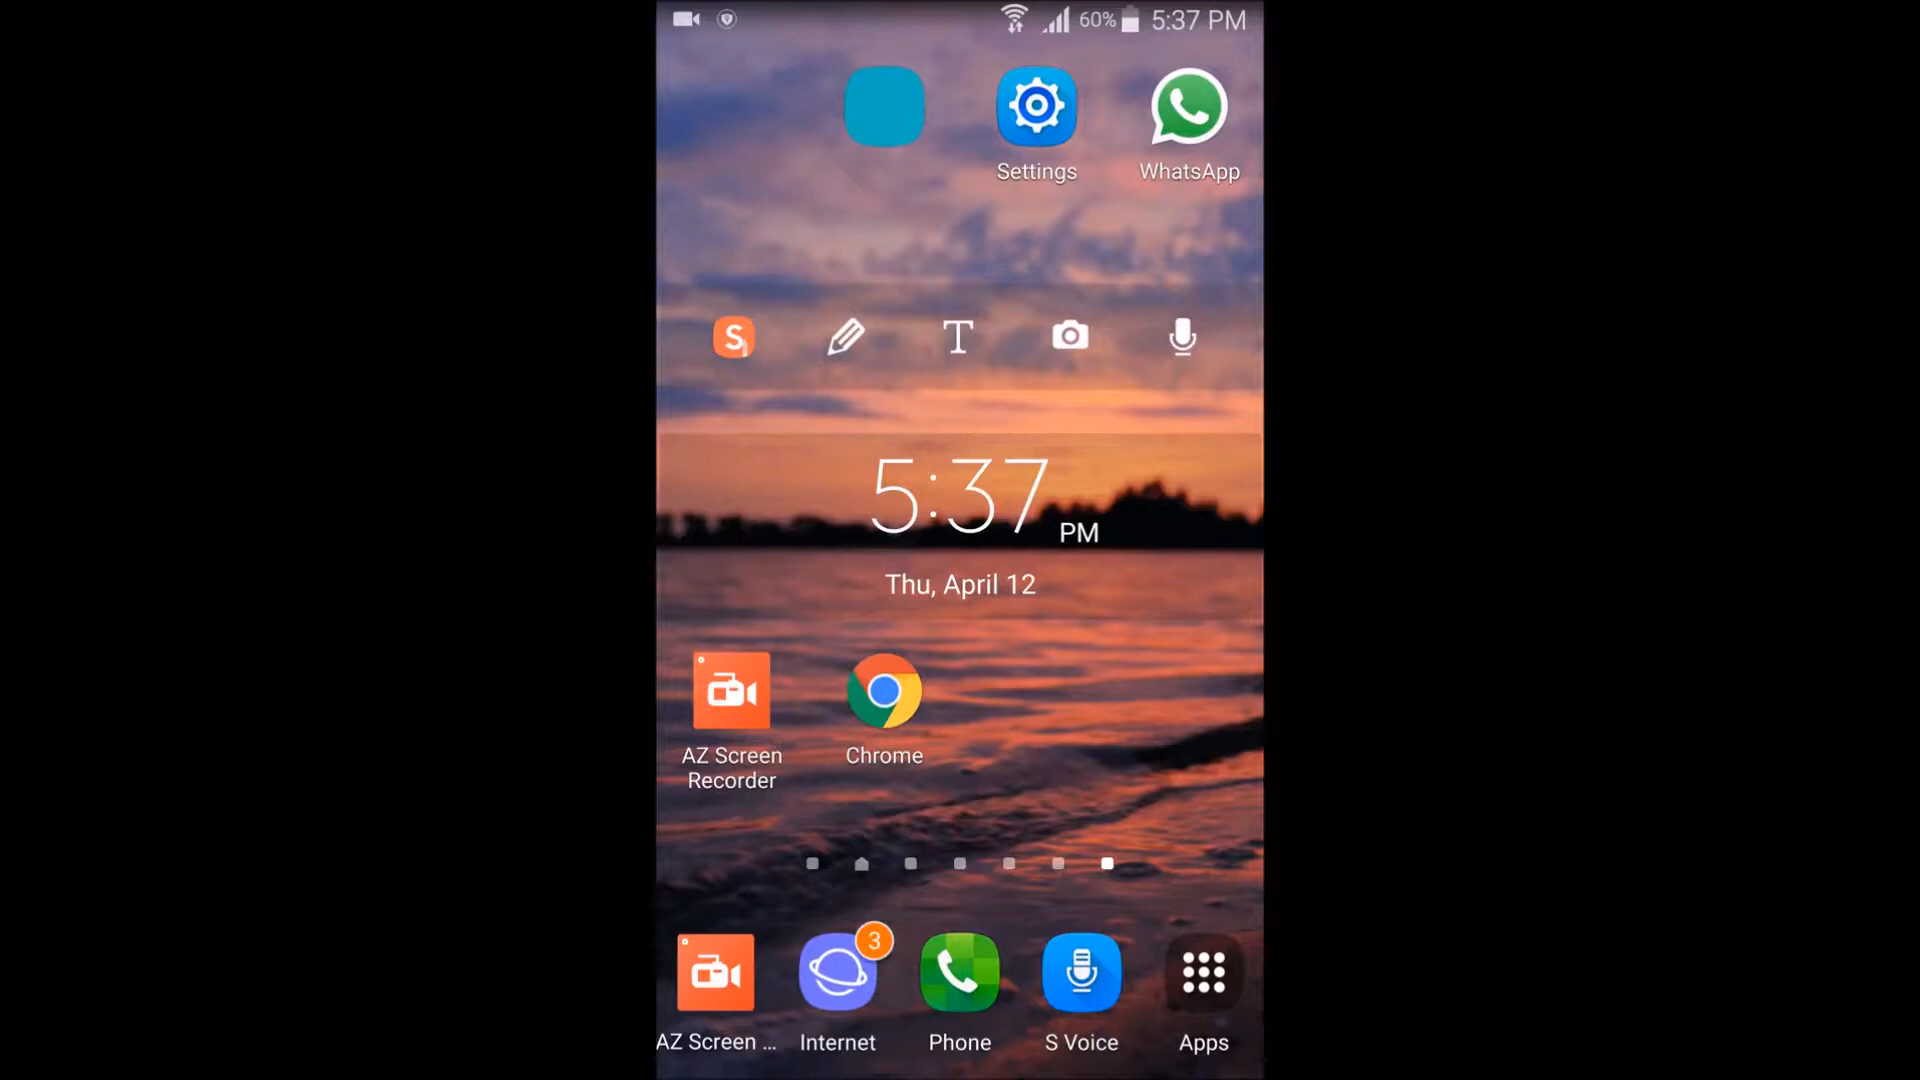 60% 5:37 PM
Settings
WhatsApp
S
T
5:37 PM
Thu, April 12
AZ Screen
Recorder
Chrome
3
AZ Screen ...
Internet
Phone
S Voice
Apps